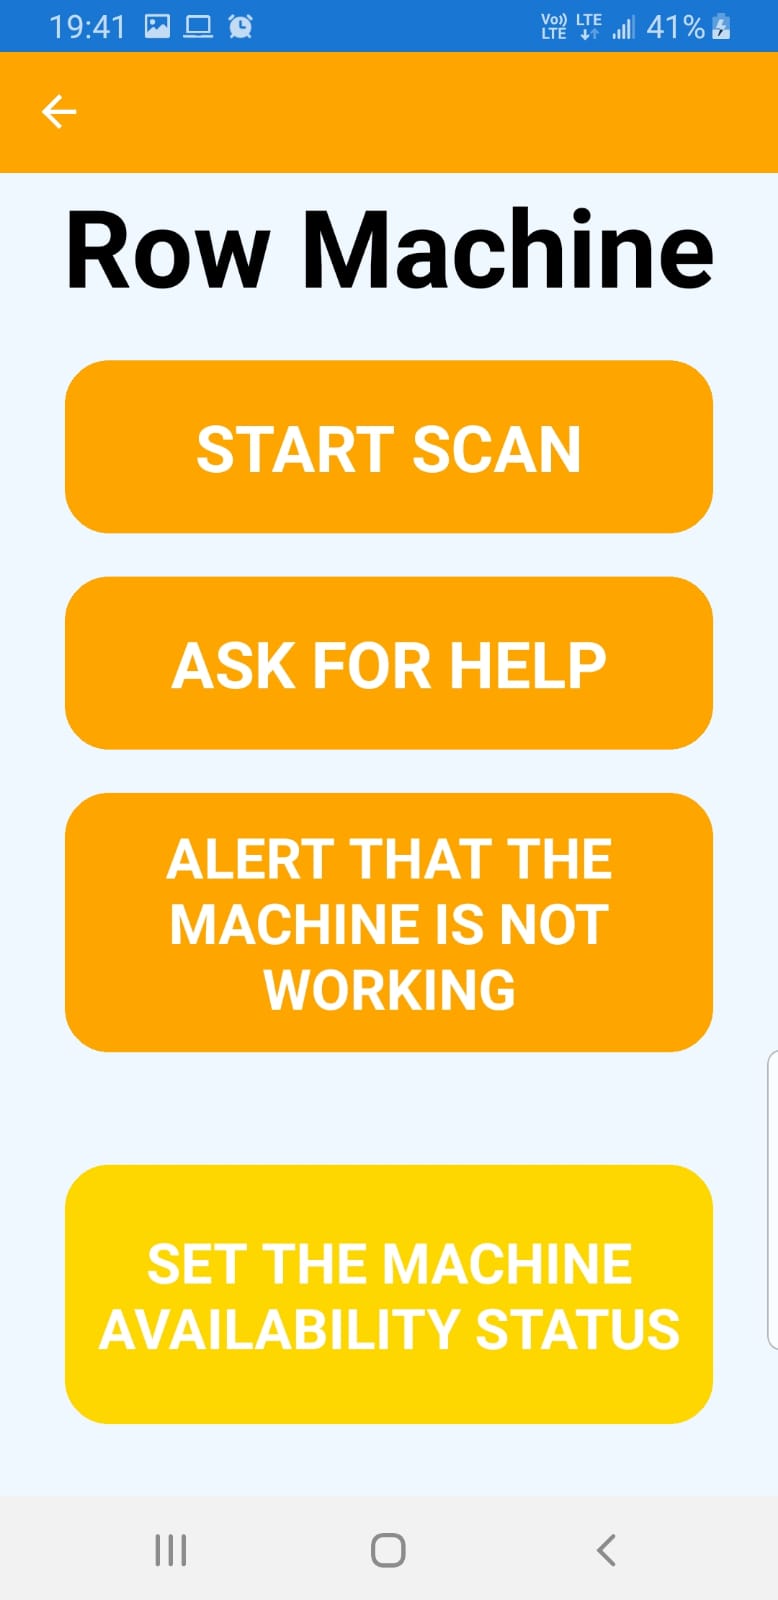 19:41
Vo)) LTE
LTE
41%
Row Machine
START SCAN
ASK FOR HELP
ALERT THAT THE
MACHINE IS NOT
WORKING
SET THE MACHINE
AVAILABILITY STATUS